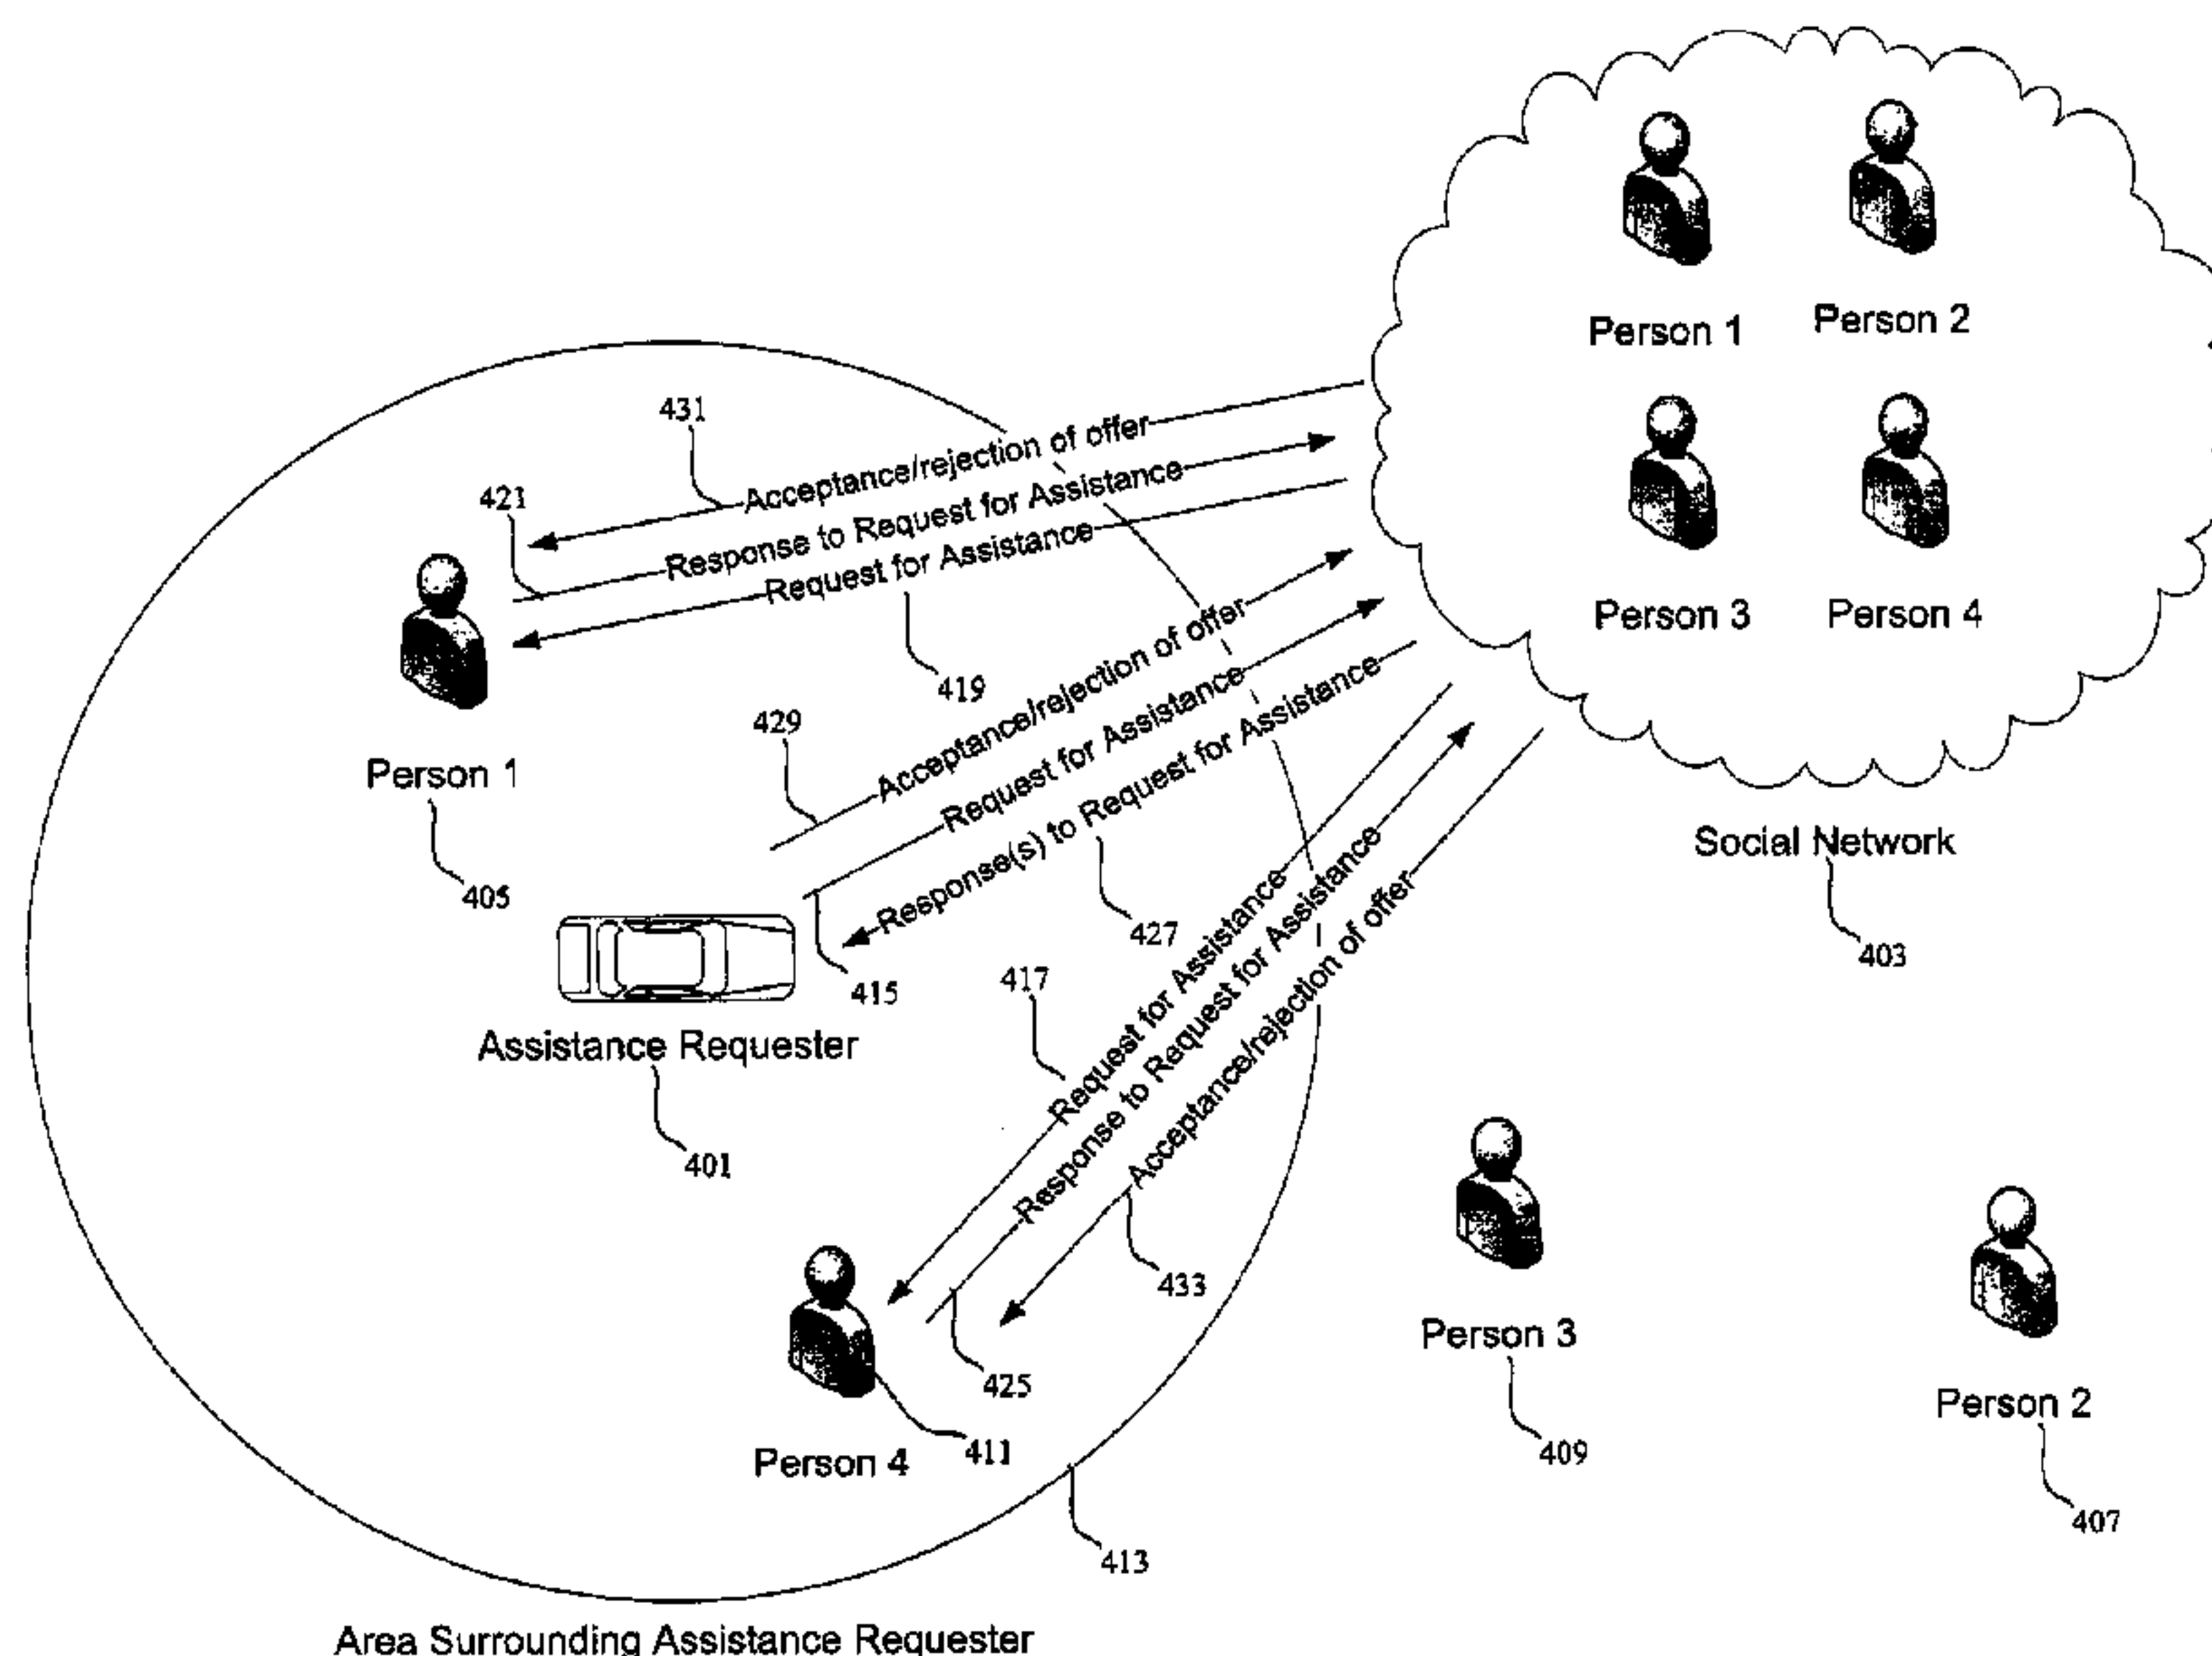 Person 1
Person 2
Person 3
Person 4
Social Network
403
431
Acceptance/rejection of offer
421
Response to Request for Assistance
Request for Assistance
419
Person 1
405
429
Acceptance/rejection of offer
Request for Assistance
Response(s) to Request for Assistance
427
415
Assistance Requester
401
417
Request for Assistance
Response to Request for Assistance
Acceptance/rejection of offer
433
425
Person 4
411
413
Person 3
409
Person 2
407
Area Surrounding Assistance Requester